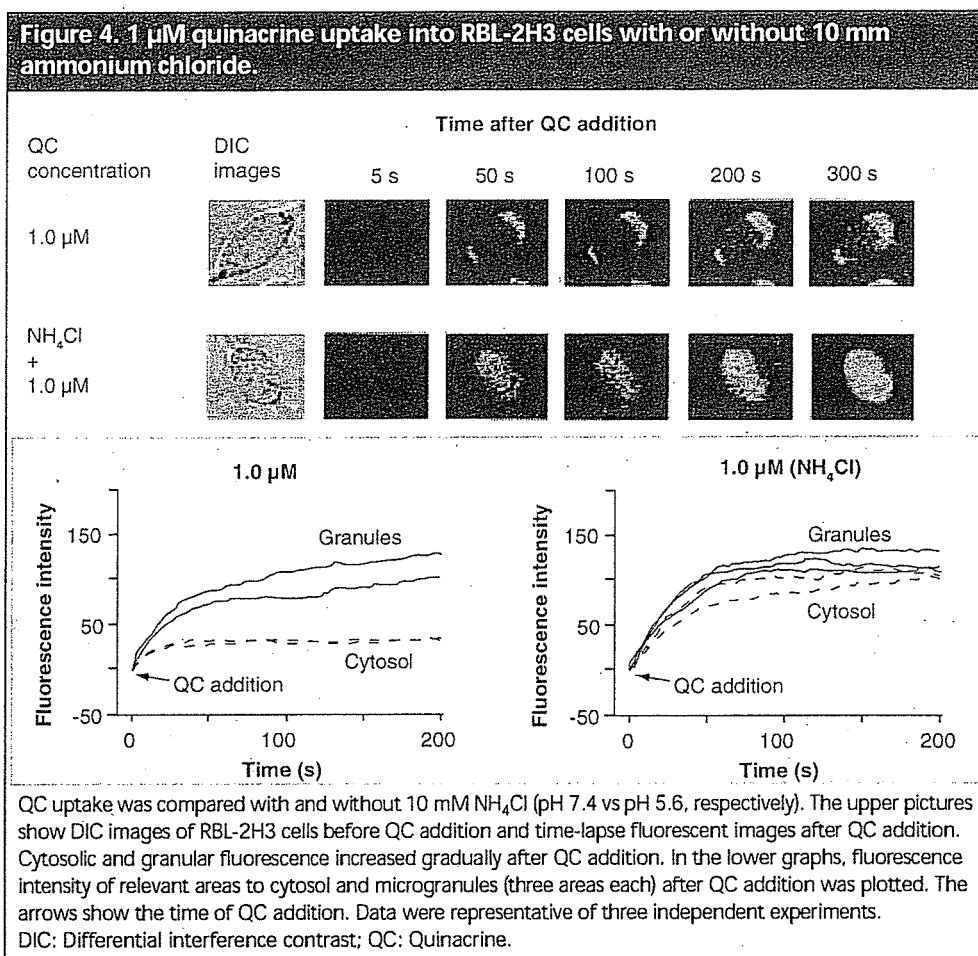 Figure 4. 1 µM quinacrine uptake into RBL-2H3 cells with or without 10 mm
ammonium chloride.
Time after QC addition
QC
concentration
DIC
images
5 s
50 s
100 s
200 s
300 s
1.0 µM
NH₄Cl
+
1.0 µM
1.0 µM
Fluorescence intensity
150
50
-50
Granules
Cytosol
QC addition
0
100
200
Time (s)
1.0 µM (NH₄Cl)
Fluorescence intensity
150
50
-50
Granules
Cytosol
QC addition
0
100
200
Time (s)
QC uptake was compared with and without 10 mM NH₄Cl (pH 7.4 vs pH 5.6, respectively). The upper pictures
show DIC images of RBL-2H3 cells before QC addition and time-lapse fluorescent images after QC addition.
Cytosolic and granular fluorescence increased gradually after QC addition. In the lower graphs, fluorescence
intensity of relevant areas to cytosol and microgranules (three areas each) after QC addition was plotted. The
arrows show the time of QC addition. Data were representative of three independent experiments.
DIC: Differential interference contrast; QC: Quinacrine.